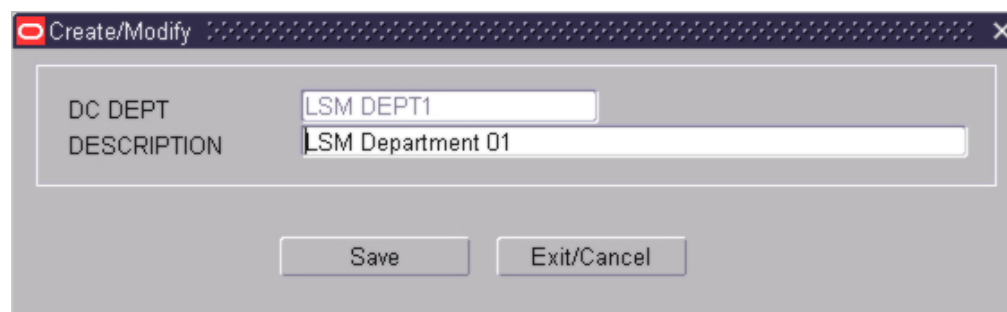 Create/Modify
DC DEPT LSM DEPT1
DESCRIPTION LSM Department 01
Save Exit/Cancel